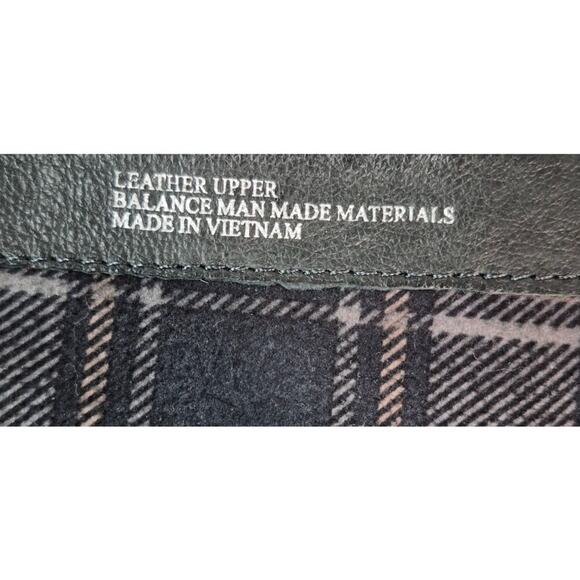 LEATHER UPPER
BALANCE MAN MADE MATERIALS
MADE IN VIETNAM